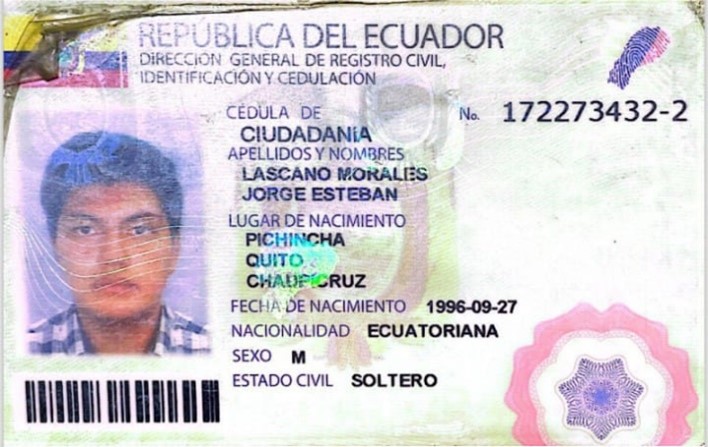 REPÚBLICA DEL ECUADOR
DIRECCIÓN GENERAL DE REGISTRO CIVIL,
IDENTIFICACIÓN Y CEDULACIÓN
CÉDULA DE No. 172273432-2
CIUDADANÍA
APELLIDOS Y NOMBRES
LASCANO MORALES
JORGE ESTEBAN
LUGAR DE NACIMIENTO
PICHINCHA
QUITO
CHAUPICRUZ
FECHA DE NACIMIENTO 1996-09-27
NACIONALIDAD ECUATORIANA
SEXO M
ESTADO CIVIL SOLTERO